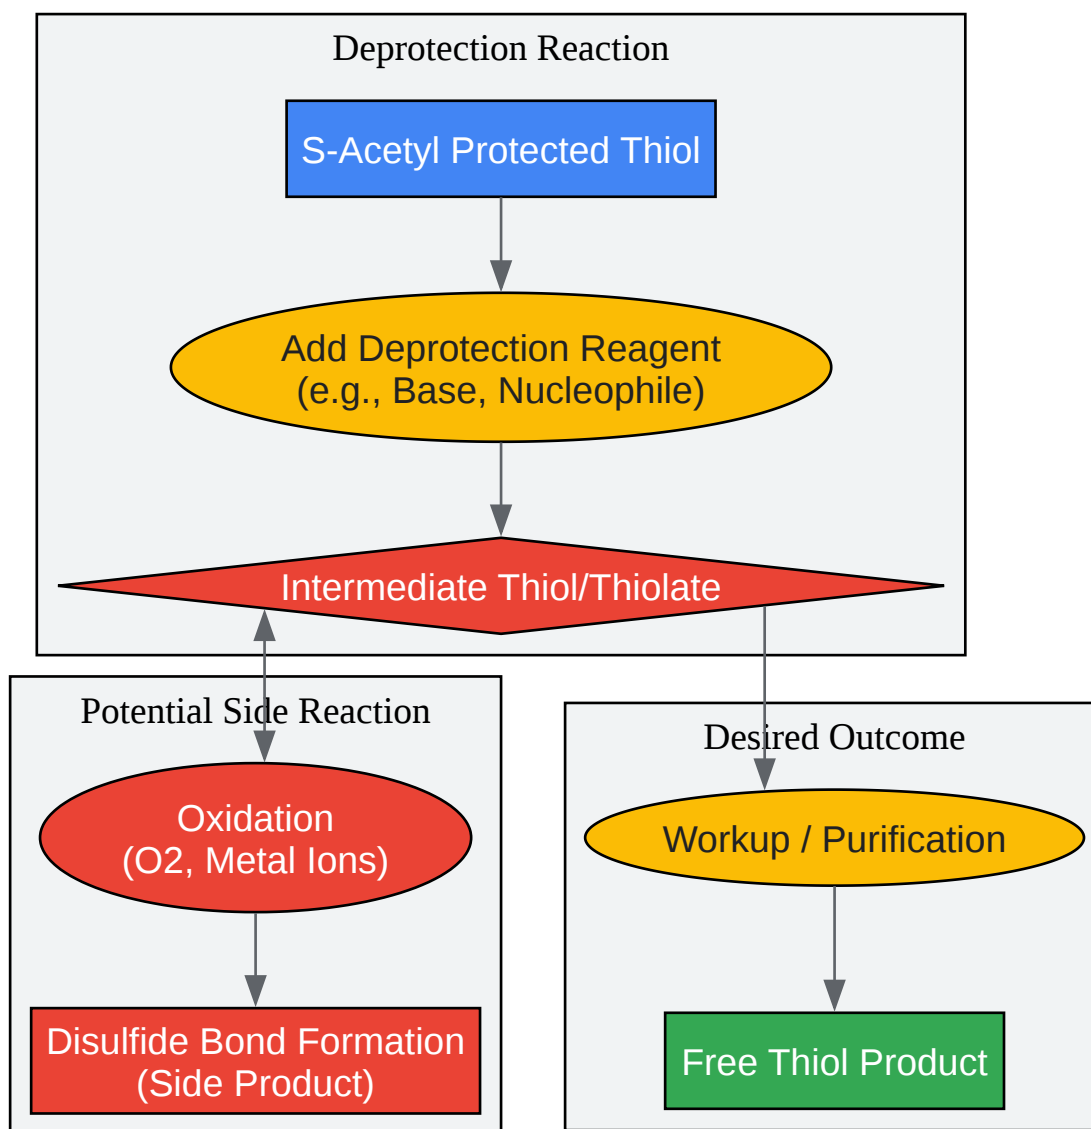 Deprotection Reaction
S-Acetyl Protected Thiol
Add Deprotection Reagent
(e.g., Base, Nucleophile)
Intermediate Thiol/Thiolate
Potential Side Reaction
Oxidation
(O2, Metal Ions)
Disulfide Bond Formation
(Side Product)
Desired Outcome
Workup / Purification
Free Thiol Product